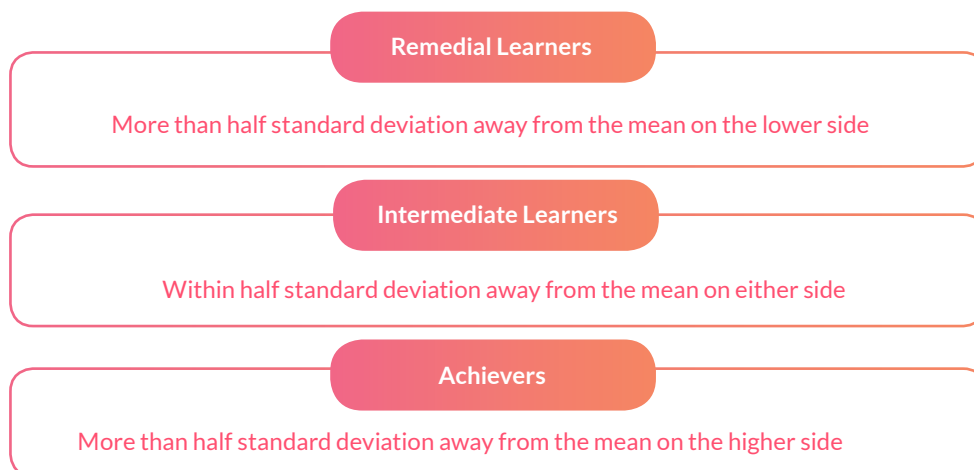 Remedial Learners
More than half standard deviation away from the mean on the lower side
Intermediate Learners
Within half standard deviation away from the mean on either side
Achievers
More than half standard deviation away from the mean on the higher side